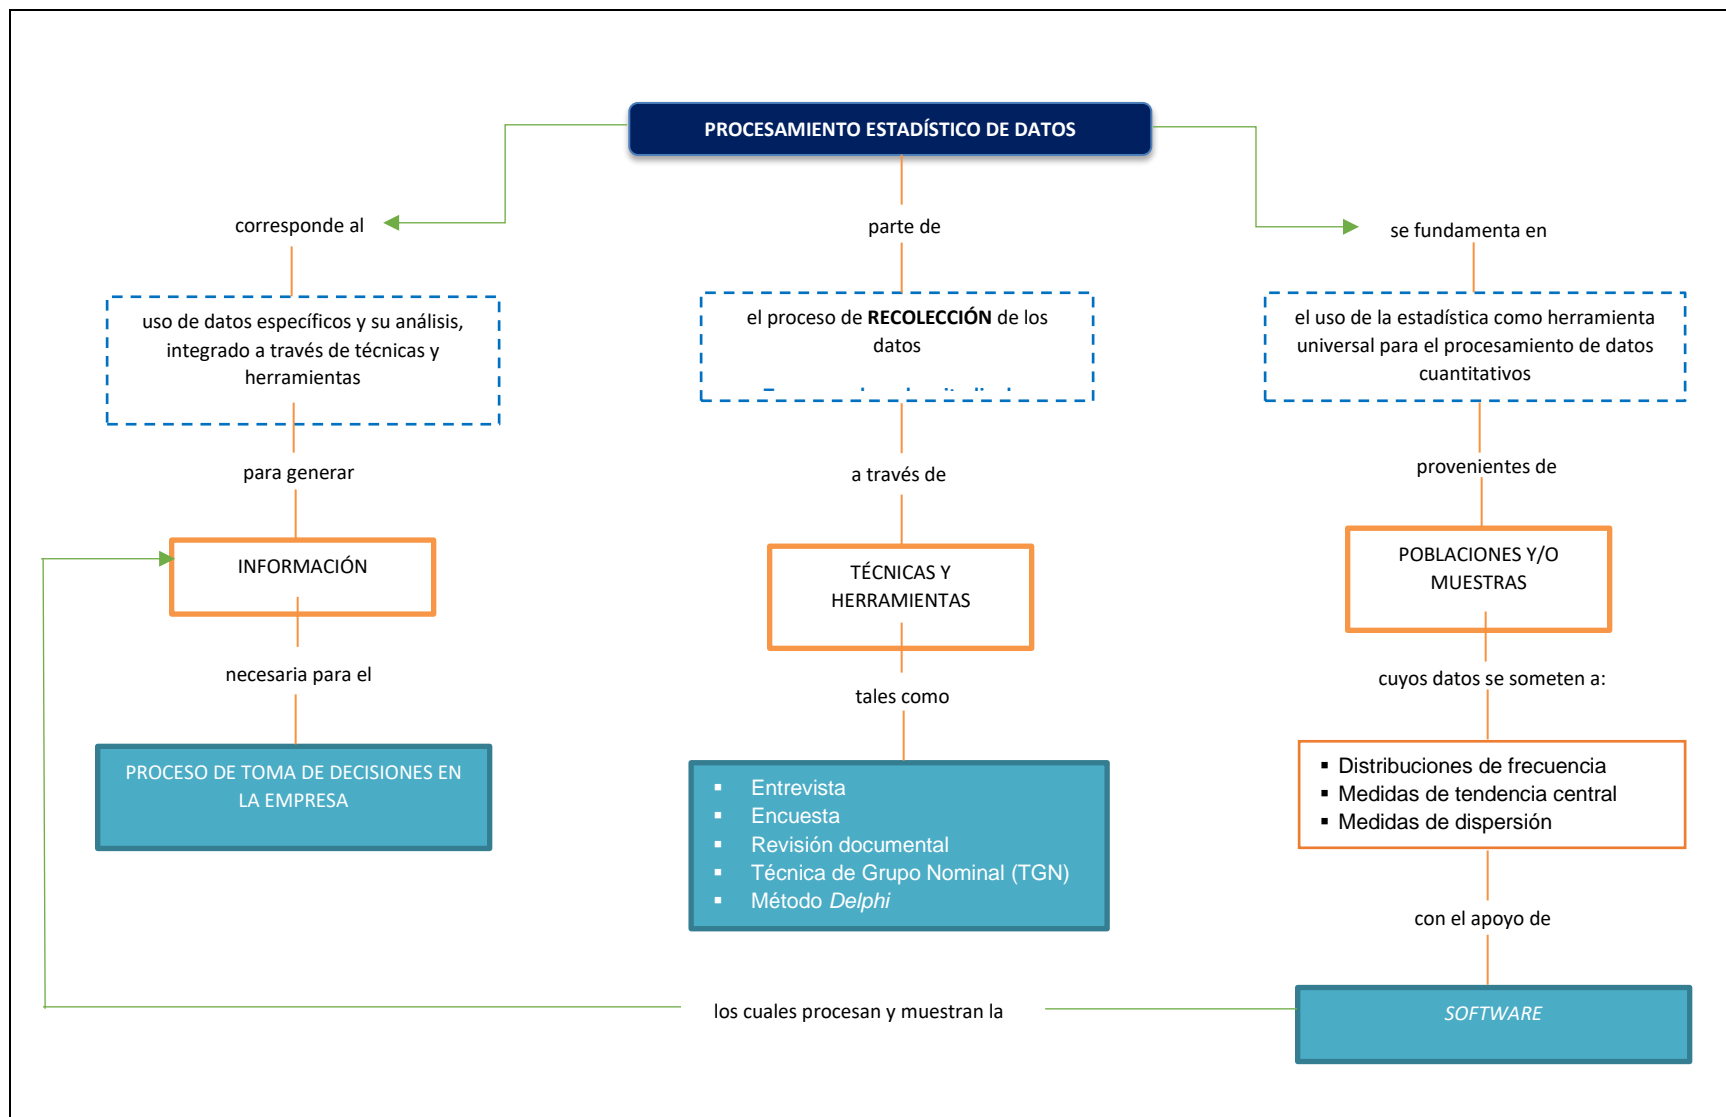 PROCESAMIENTO ESTADÍSTICO DE DATOS
corresponde al
uso de datos específicos y su análisis,
integrado a través de técnicas y
herramientas
para generar
INFORMACIÓN
necesaria para el
PROCESO DE TOMA DE DECISIONES EN
LA EMPRESA
parte de
el proceso de RECOLECCIÓN de los
datos
a través de
TÉCNICAS Y
HERRAMIENTAS
tales como
▪ Entrevista
▪ Encuesta
▪ Revisión documental
▪ Técnica de Grupo Nominal (TGN)
▪ Método Delphi
se fundamenta en
el uso de la estadística como herramienta
universal para el procesamiento de datos
cuantitativos
provenientes de
POBLACIONES Y/O
MUESTRAS
cuyos datos se someten a:
▪ Distribuciones de frecuencia
▪ Medidas de tendencia central
▪ Medidas de dispersión
con el apoyo de
SOFTWARE
los cuales procesan y muestran la